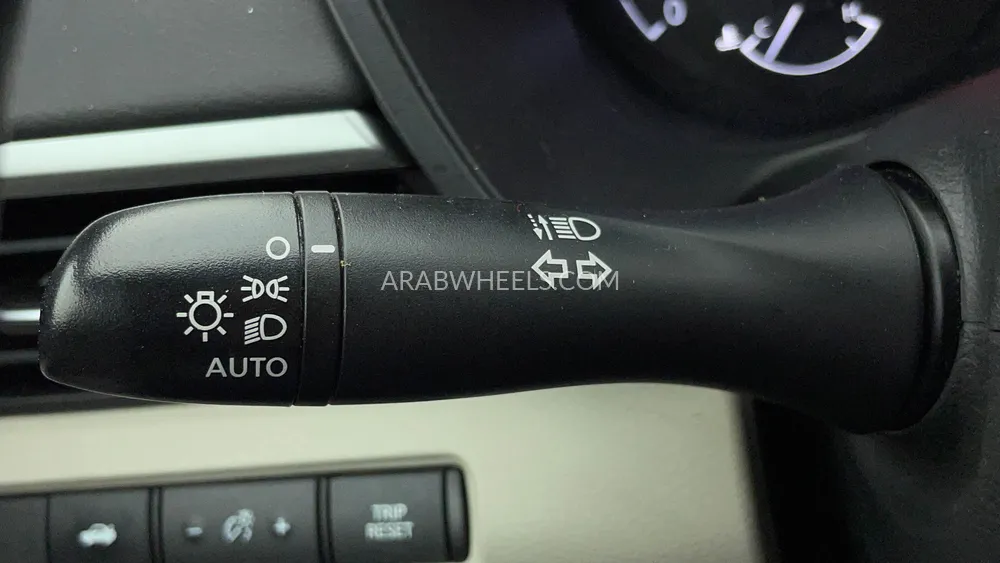 C
H
ARABWHEELS.COM
AUTO
TRIP
RESET